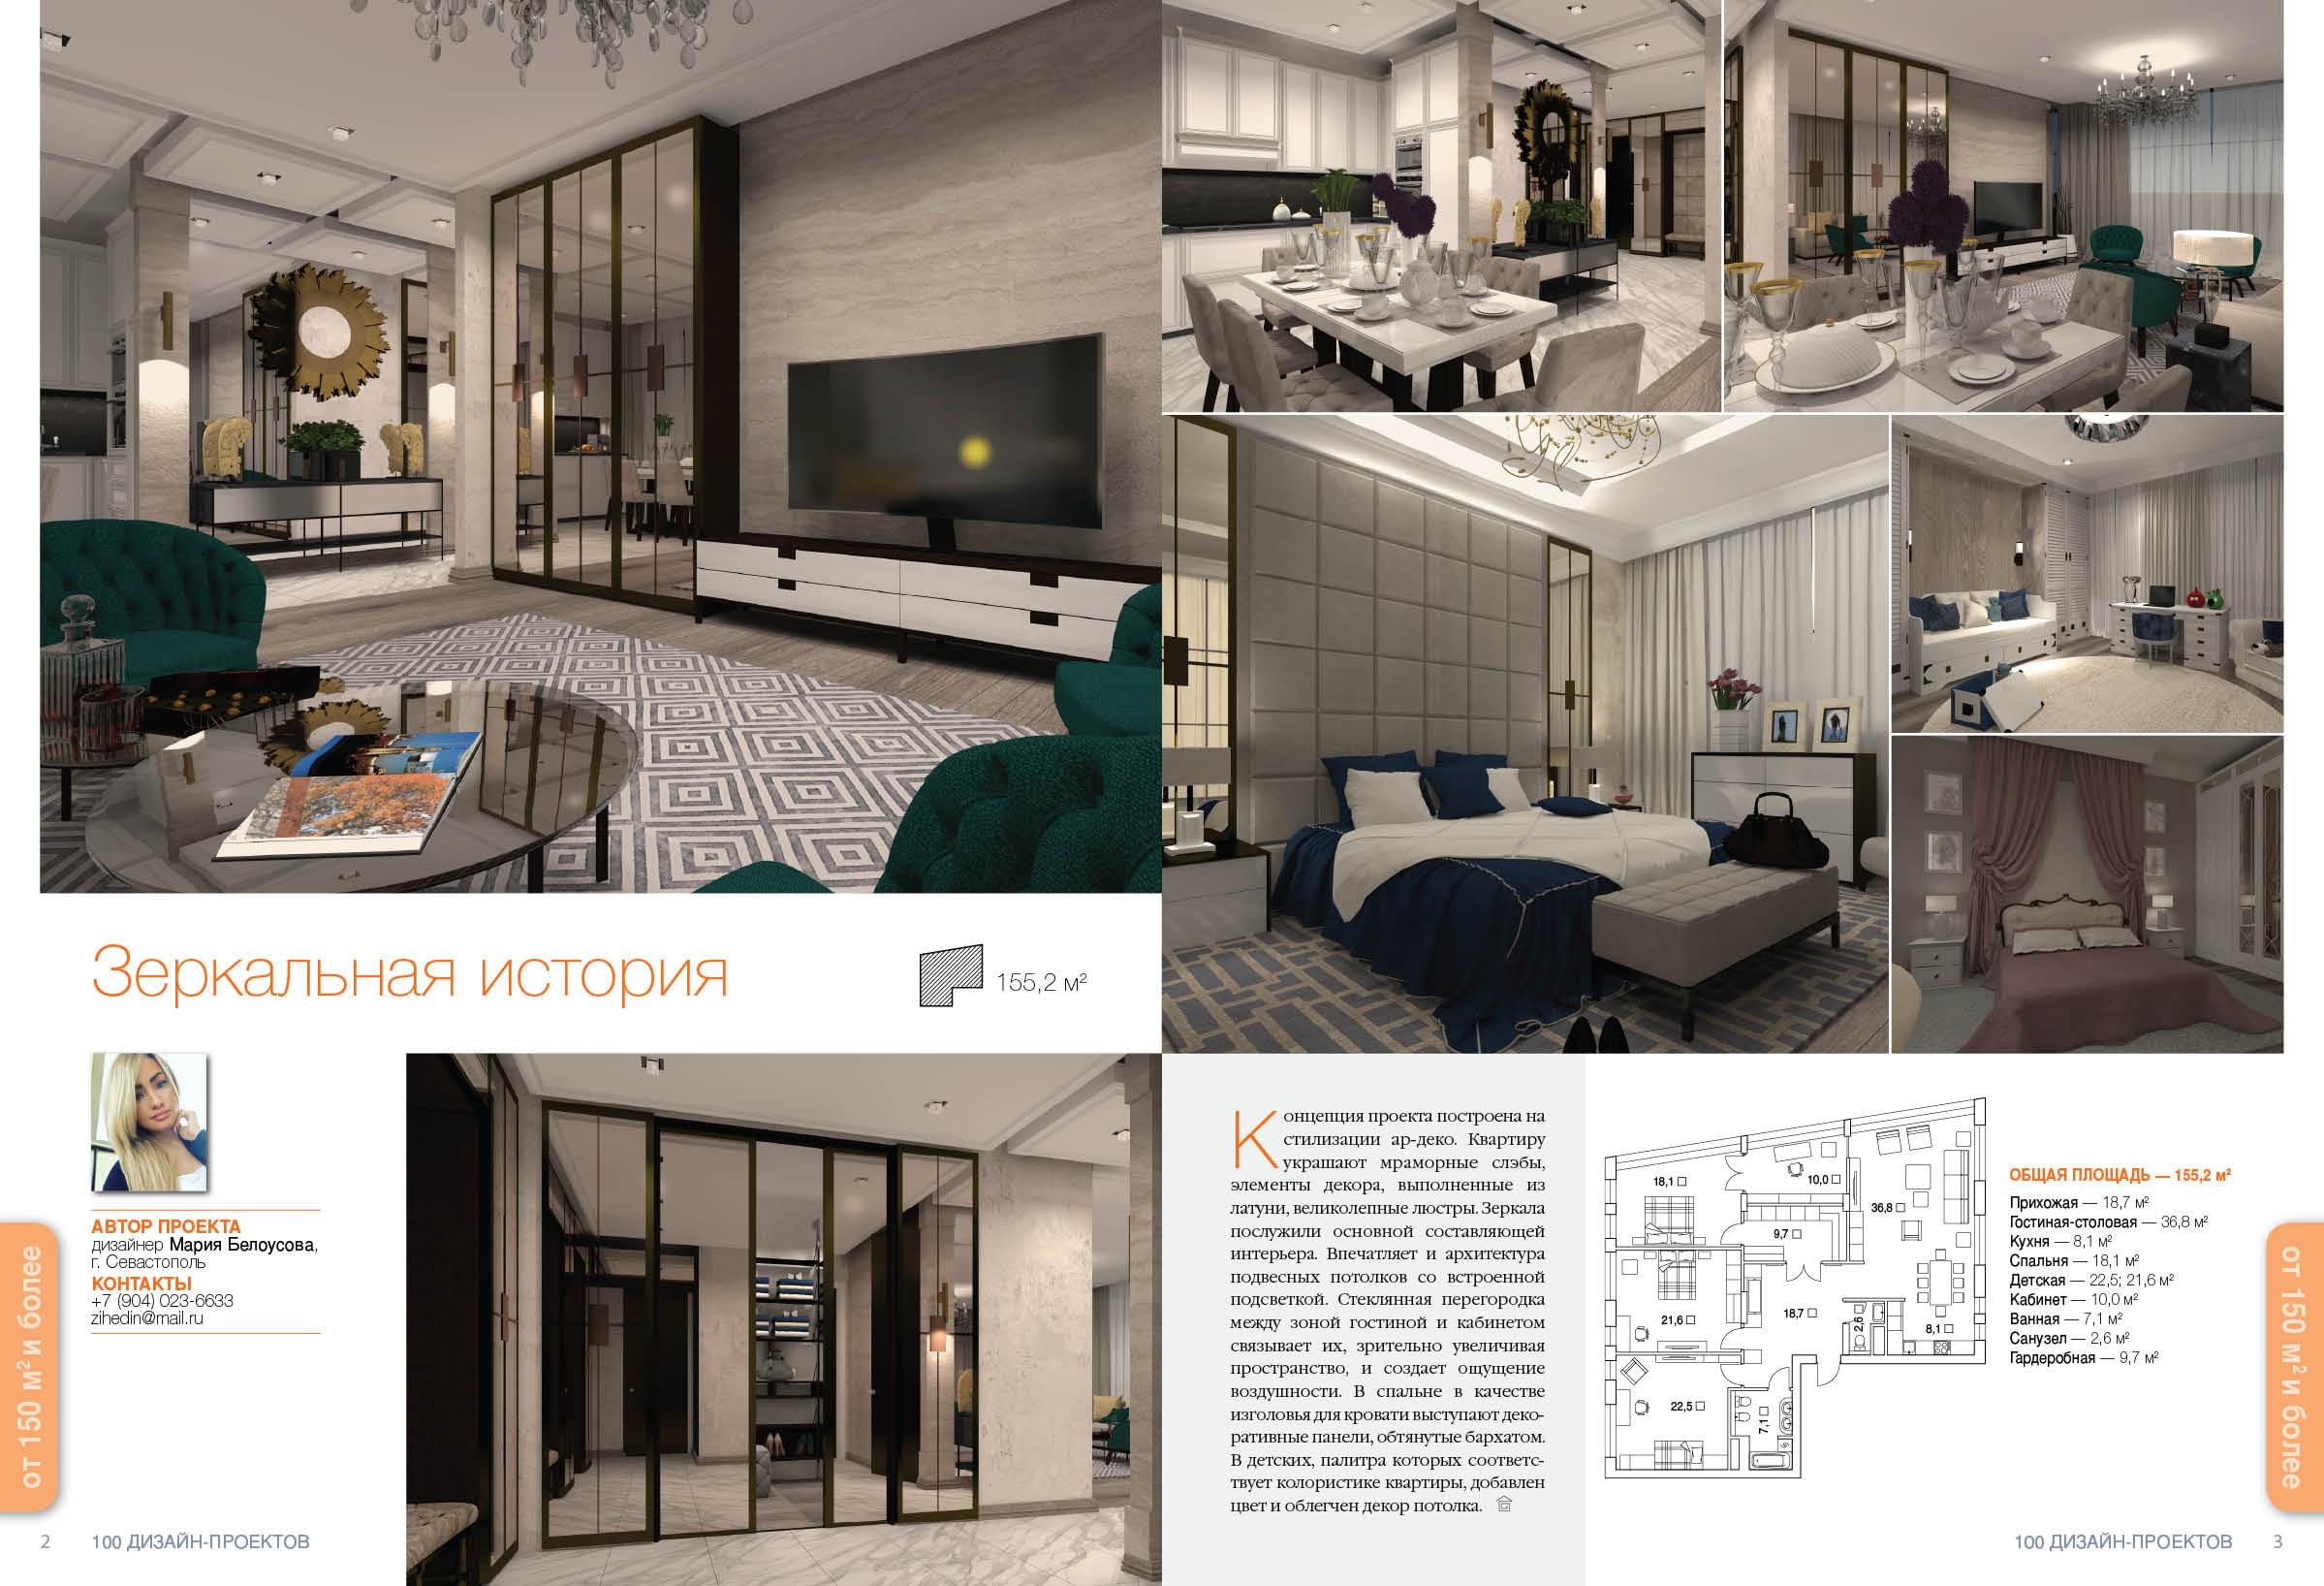 Зеркальная история
155,2 м²
АВТОР ПРОЕКТА
дизайнер Мария Белоусова,
г. Севастополь
КОНТАКТЫ
+7 (904) 023-6633
zihedin@mail.ru
от 150 м² и более
2 100 ДИЗАЙН-ПРОЕКТОВ
Концепция проекта построена на
стилизации ар-деко. Квартиру
украшают мраморные слэбы,
элементы декора, выполненные из
латуни, великолепные люстры. Зеркала
послужили основной составляющей
интерьера. Впечатляет и архитектура
подвесных потолков со встроенной
подсветкой. Стеклянная перегородка
между зоной гостиной и кабинетом
связывает их, зрительно увеличивая
пространство, и создает ощущение
воздушности. В спальне в качестве
изголовья для кровати выступают деко-
ративные панели, обтянутые бархатом.
В детских, палитра которых соответс-
твует колористике квартиры, добавлен
цвет и облегчен декор потолка.
18,1
10,0
36,8
9,7
21,6
18,7
2,6
8,1
22,5
7,1
ОБЩАЯ ПЛОЩАДЬ — 155,2 м²
Прихожая — 18,7 м²
Гостиная-столовая — 36,8 м²
Кухня — 8,1 м²
Спальня — 18,1 м²
Детская — 22,5; 21,6 м²
Кабинет — 10,0 м²
Ванная — 7,1 м²
Санузел — 2,6 м²
Гардеробная — 9,7 м²
от 150 м² и более
100 ДИЗАЙН-ПРОЕКТОВ 3